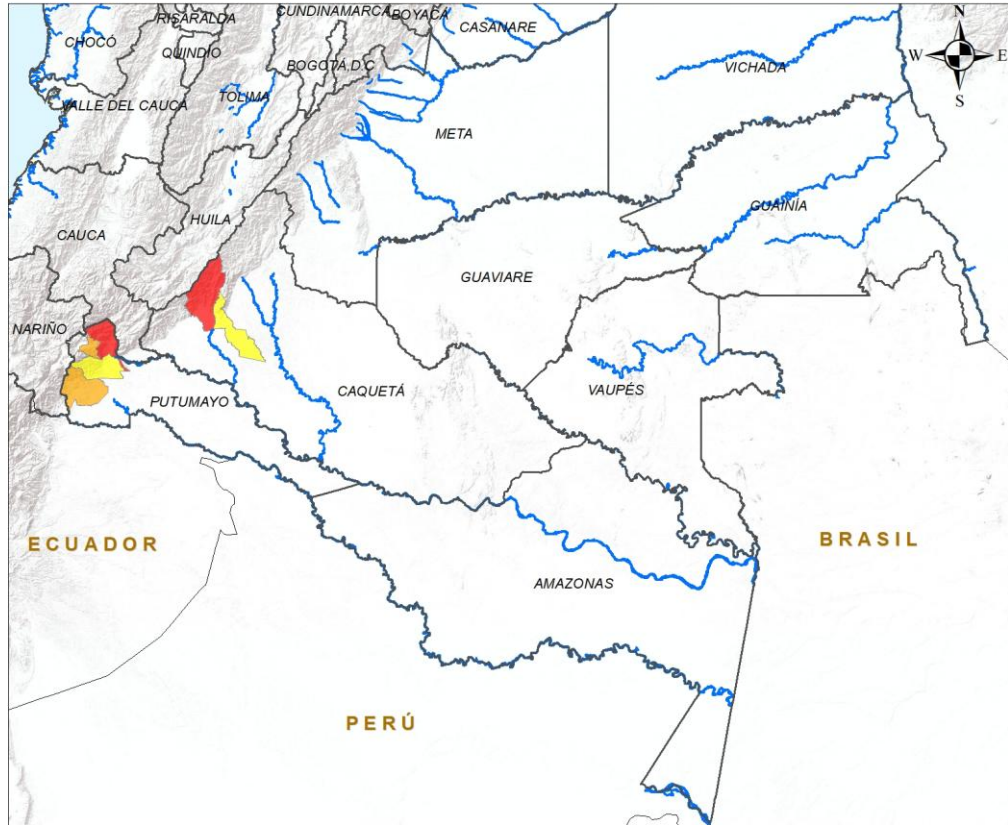 CUNDINAMARCA
BOYACÁ
RISARALDA
CASANARE
N
CHOCÓ
QUINDÍO
BOGOTÁ D.C
W
E
VICHADA
VALLE DEL CAUCA
TOLIMA
S
META
GUAINÍA
HUILA
CAUCA
GUAVIARE
NARIÑO
CAQUETÁ
VAUPÉS
PUTUMAYO
ECUADOR
BRASIL
AMAZONAS
PERÚ